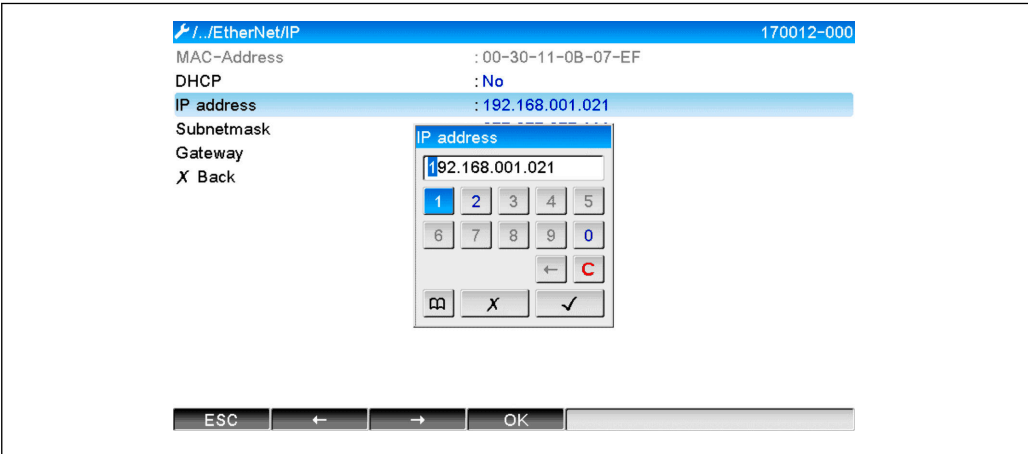 /../EtherNet/IP 170012-000
MAC-Address : 00-30-11-0B-07-EF
DHCP : No
IP address : 192.168.001.021
Subnetmask
Gateway
X Back
IP address
192.168.001.021
1 2 3 4 5
6 7 8 9 0
← C
X ✓
ESC ← → OK